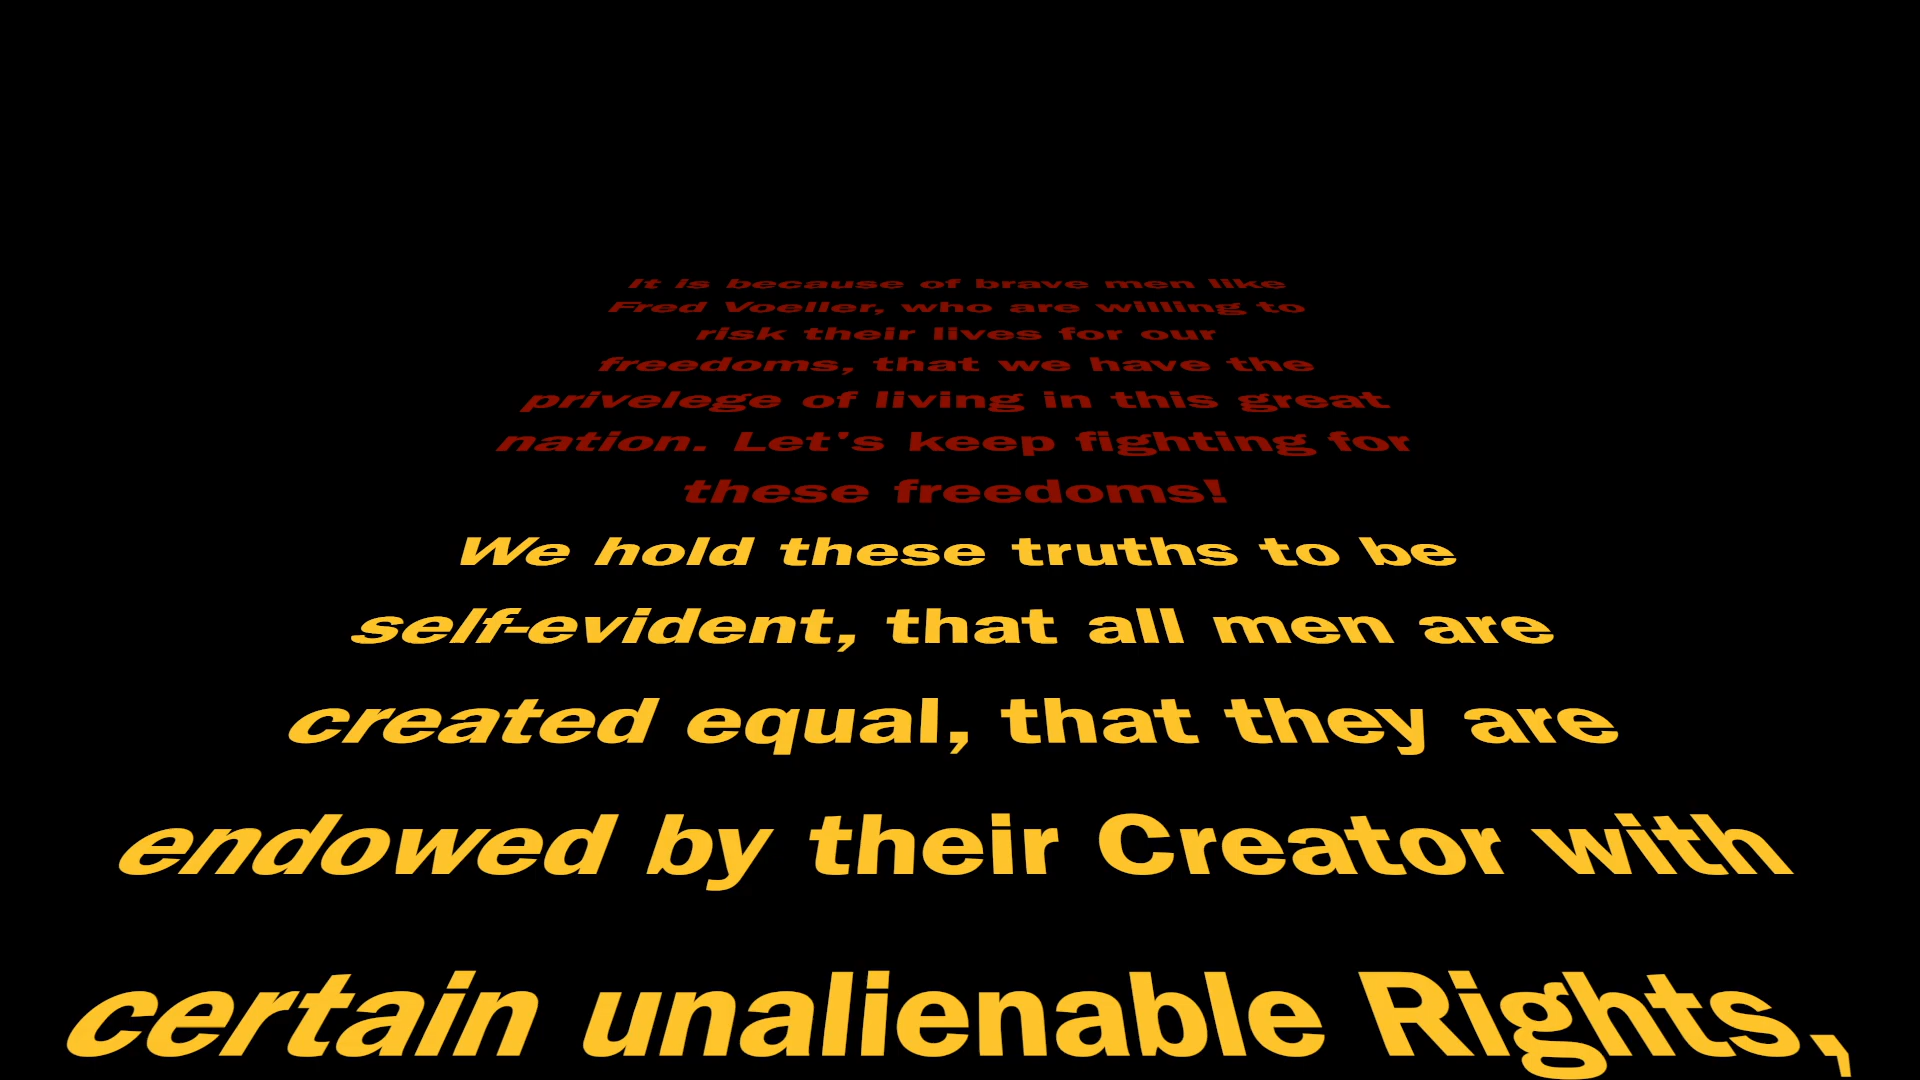 It is because of brave men like
Fred Voeller, who are willing to
risk their lives for our
freedoms, that we have the
privelege of living in this great
nation. Let's keep fighting for
these freedoms!
We hold these truths to be
self-evident, that all men are
created equal, that they are
endowed by their Creator with
certain unalienable Rights,